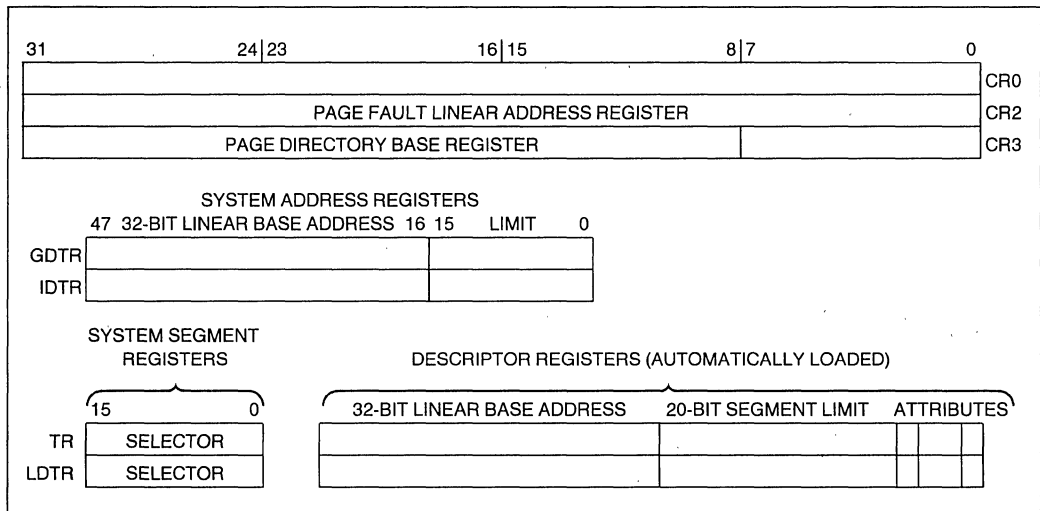 31 24 23 16 15 8 7 0
CR0
PAGE FAULT LINEAR ADDRESS REGISTER CR2
PAGE DIRECTORY BASE REGISTER CR3
SYSTEM ADDRESS REGISTERS
47 32-BIT LINEAR BASE ADDRESS 16 15 LIMIT 0
GDTR
IDTR
SYSTEM SEGMENT
REGISTERS
DESCRIPTOR REGISTERS (AUTOMATICALLY LOADED)
15 0 32-BIT LINEAR BASE ADDRESS 20-BIT SEGMENT LIMIT ATTRIBUTES
TR SELECTOR
LDTR SELECTOR